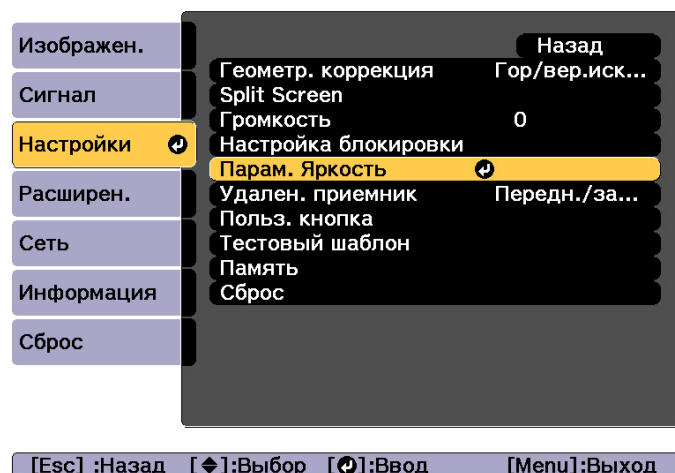 Изображен.
Сигнал
Настройки
Расширен.
Сеть
Информация
Сброс
Назад
Геометр. коррекция Гор/вер.иск...
Split Screen
Громкость 0
Настройка блокировки
Парам. Яркость
Удален. приемник Передн./за...
Польз. кнопка
Тестовый шаблон
Память
Сброс
[Esc] :Назад [◆]:Выбор [↵]:Ввод [Menu]:Выход